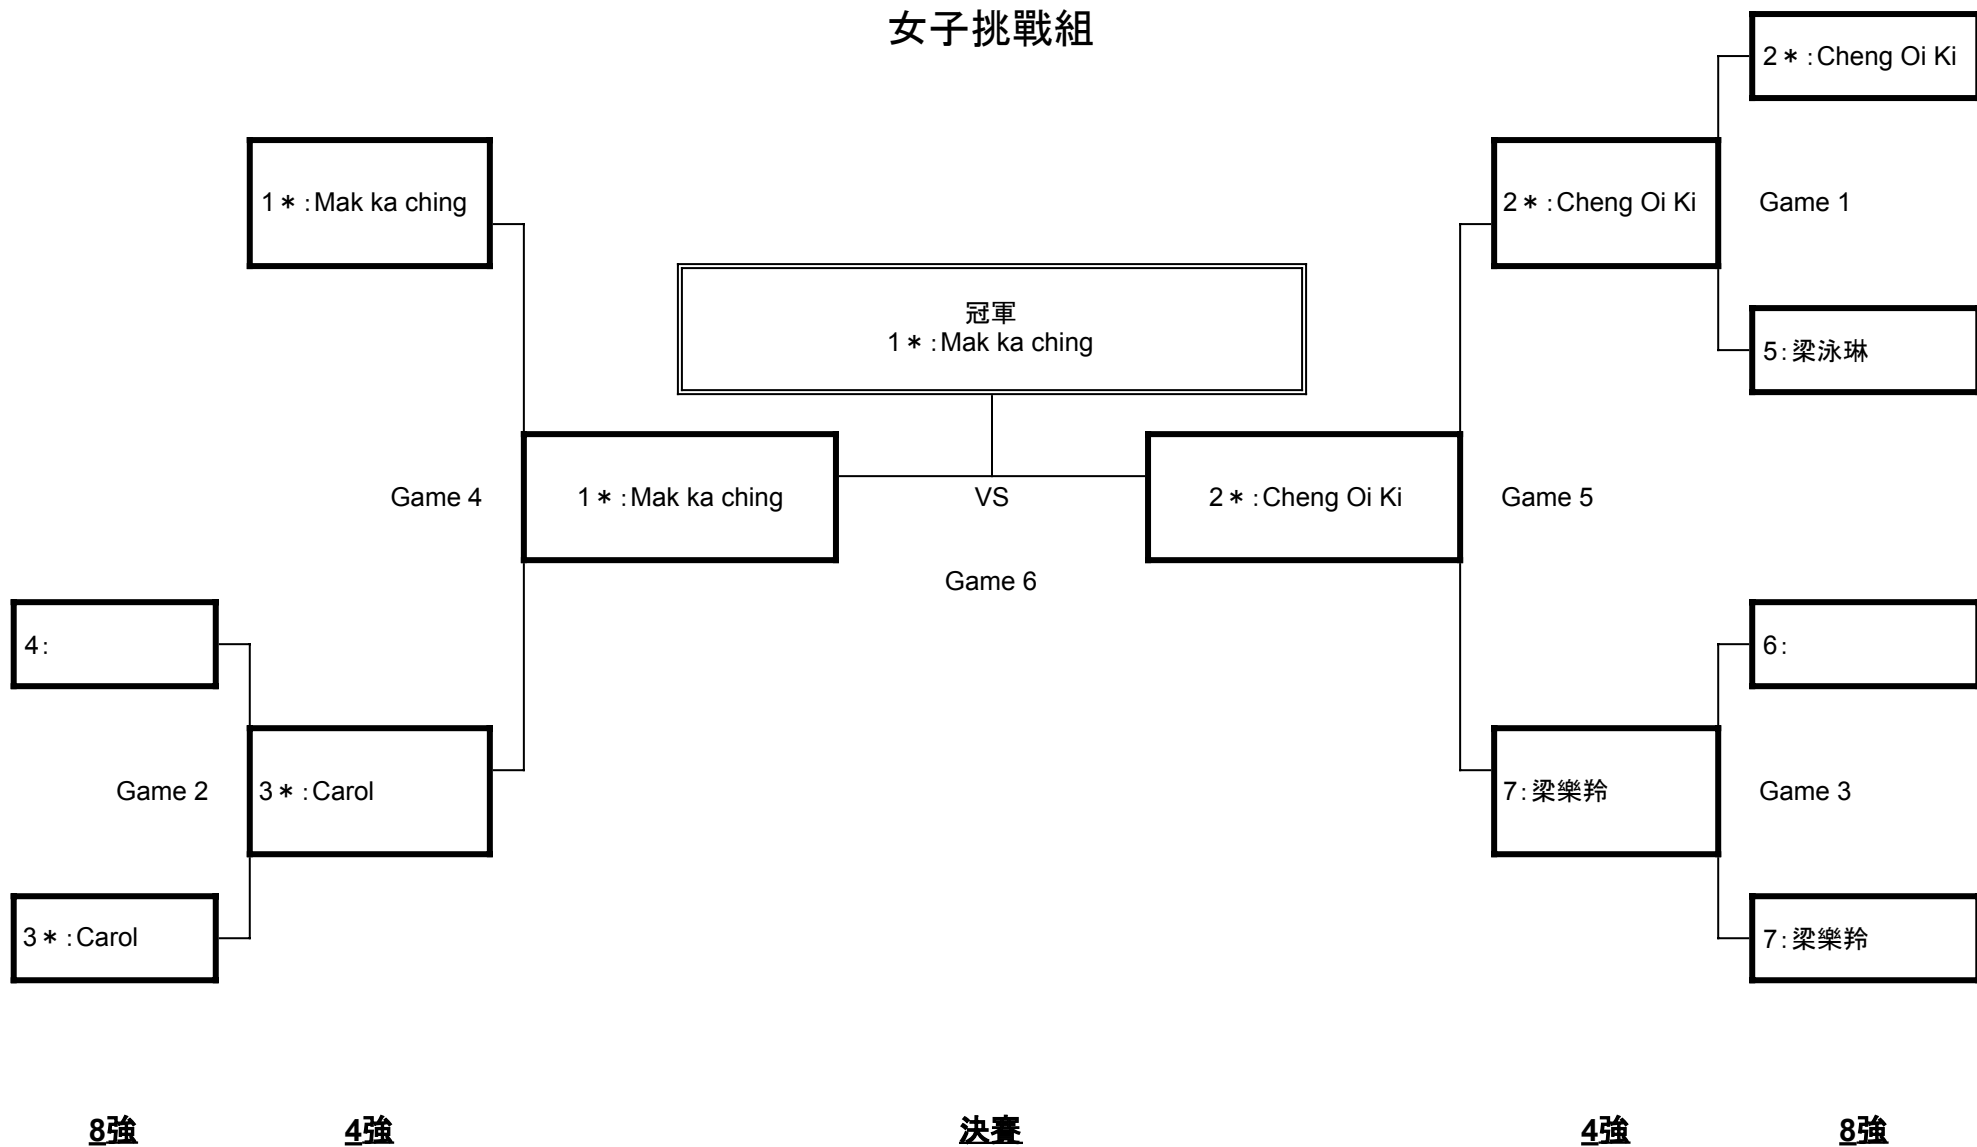 女子挑戰組
2＊:Cheng Oi Ki
1＊:Mak ka ching
2＊:Cheng Oi Ki
Game 1
冠軍
1＊:Mak ka ching
5:梁泳琳
Game 4
1＊:Mak ka ching
VS
2＊:Cheng Oi Ki
Game 5
Game 6
4:
6:
Game 2
3＊:Carol
7:梁樂羚
Game 3
3＊:Carol
7:梁樂羚
8強
4強
決賽
4強
8強